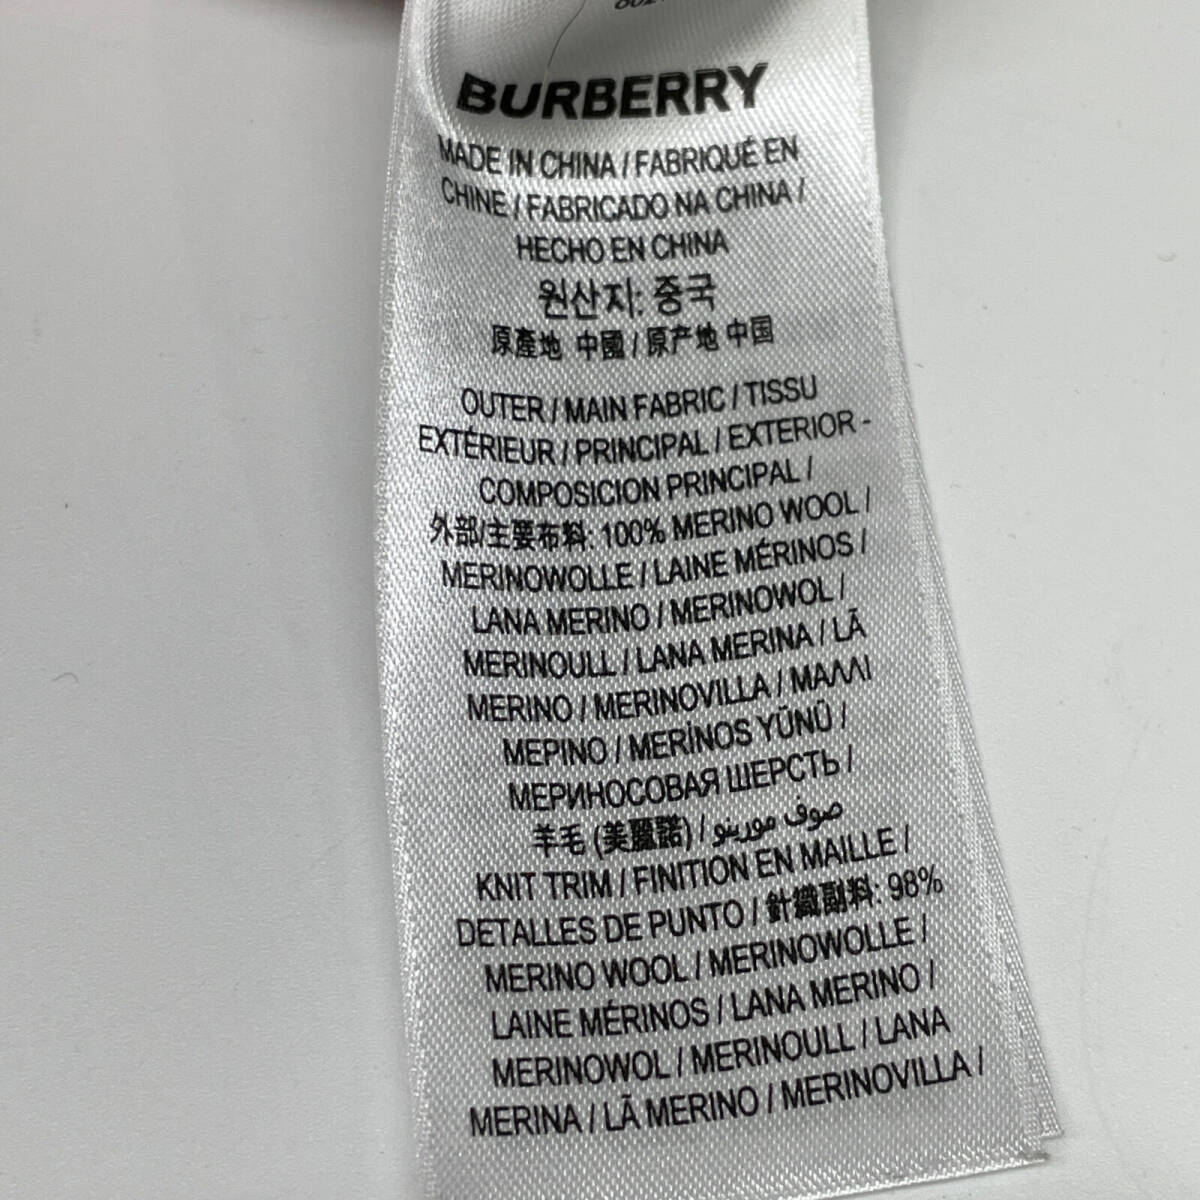 BURBERRY
MADE IN CHINA / FABRIQUÉ EN
CHINE / FABRICADO NA CHINA /
HECHO EN CHINA
원산지: 중국
原產地 中國 / 原产地 中国
OUTER / MAIN FABRIC / TISSU
EXTÉRIEUR / PRINCIPAL / EXTERIOR -
COMPOSICION PRINCIPAL /
外部/主要布料: 100% MERINO WOOL /
MERINOWOLLE / LAINE MÉRINOS /
LANA MERINO / MERINOWOL /
MERINOULL / LANA MERINA / LÃ
MERINO / MERINOVILLA / ΜΑΛΛΙ
ΜΕΡΙΝΟ / MERİNOS YÜNÜ /
МЕРИНОСОВАЯ ШЕРСТЬ /
羊毛 (美麗諾) / صوف مورينو
KNIT TRIM / FINITION EN MAILLE /
DETALLES DE PUNTO / 針織副料: 98%
MERINO WOOL / MERINOWOLLE /
LAINE MÉRINOS / LANA MERINO /
MERINOWOL / MERINOULL / LANA
MERINA / LÃ MERINO / MERINOVILLA /